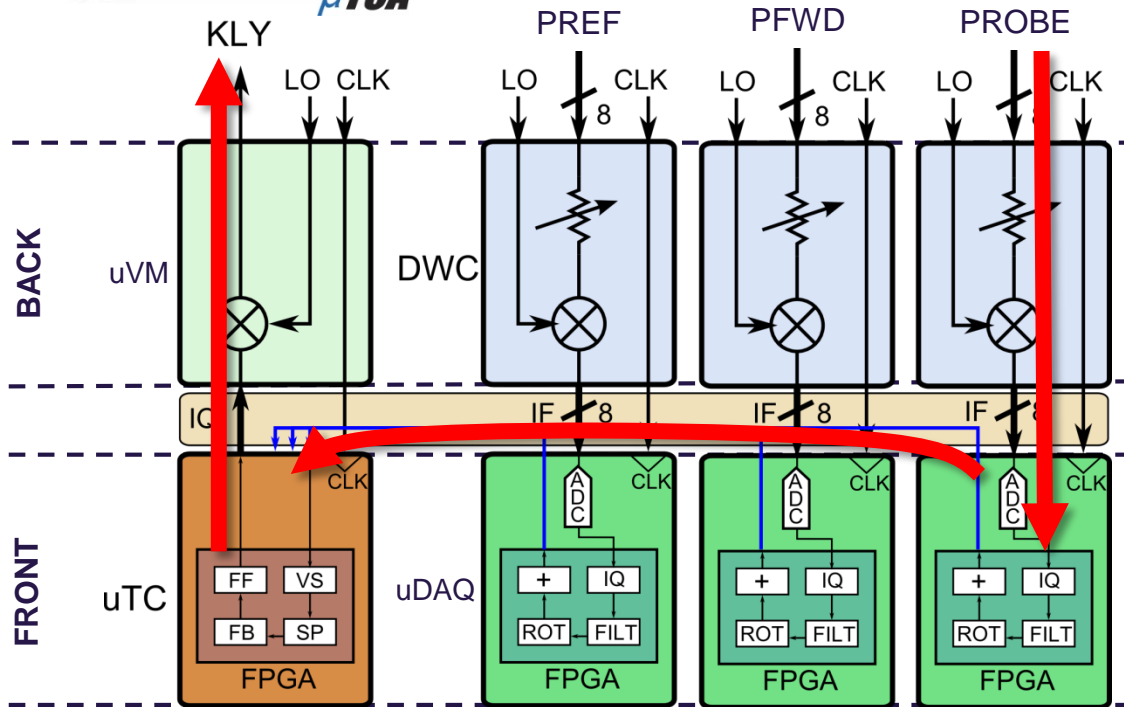 KLY PREF PFWD PROBE
LO CLK LO CLK LO CLK LO CLK
8 8 8
BACK
uVM DWC
IQ IF 8 IF 8 IF 8
CLK ADC CLK ADC CLK ADC CLK
FRONT
uTC uDAQ
FF VS + IQ + IQ + IQ
FB SP ROT FILT ROT FILT ROT FILT
FPGA FPGA FPGA FPGA